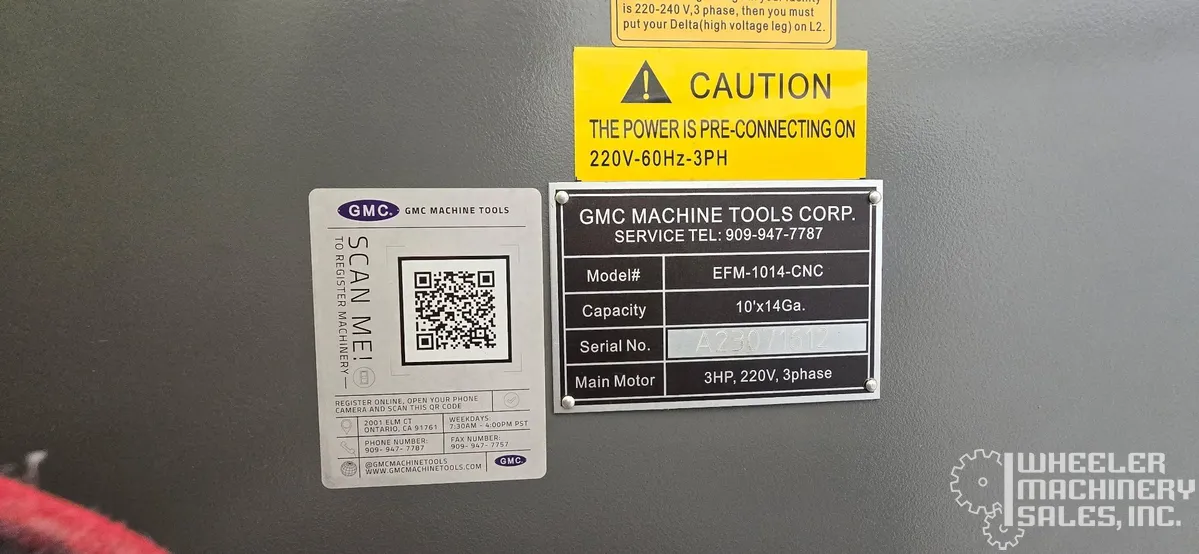 is 220-240 V,3 phase, then you must
put your Delta(high voltage leg) on L2.
CAUTION
THE POWER IS PRE-CONNECTING ON
220V-60Hz-3PH
GMC. GMC MACHINE TOOLS
SCAN ME!
TO REGISTER MACHINERY
REGISTER ONLINE, OPEN YOUR PHONE
CAMERA AND SCAN THIS QR CODE
2001 ELM CT
ONTARIO, CA 91761
WEEKDAYS
7:30AM - 4:00PM PST
PHONE NUMBER:
909- 947- 7787
FAX NUMBER:
909- 947- 7757
@GMCMACHINETOOLS
WWW.GMCMACHINETOOLS.COM
GMC.
GMC MACHINE TOOLS CORP.
SERVICE TEL: 909-947-7787
Model# EFM-1014-CNC
Capacity 10'x14Ga.
Serial No.
Main Motor 3HP, 220V, 3phase
WHEELER
MACHINERY
SALES, INC.